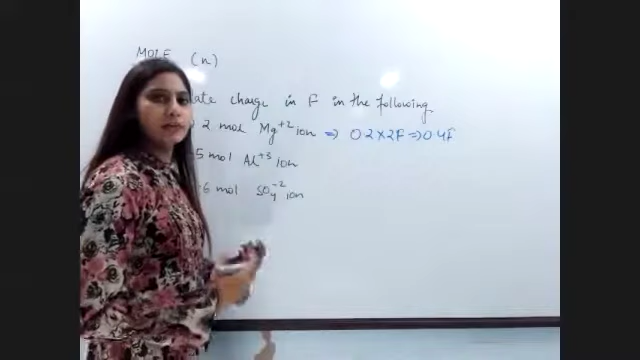 MOLE (n)
ate charge in F in the following
2 mol Mg+2 ion ⇒ 0.2×2F ⇒ 0.4F
5 mol Al+3 ion
.6 mol SO4-2 ion